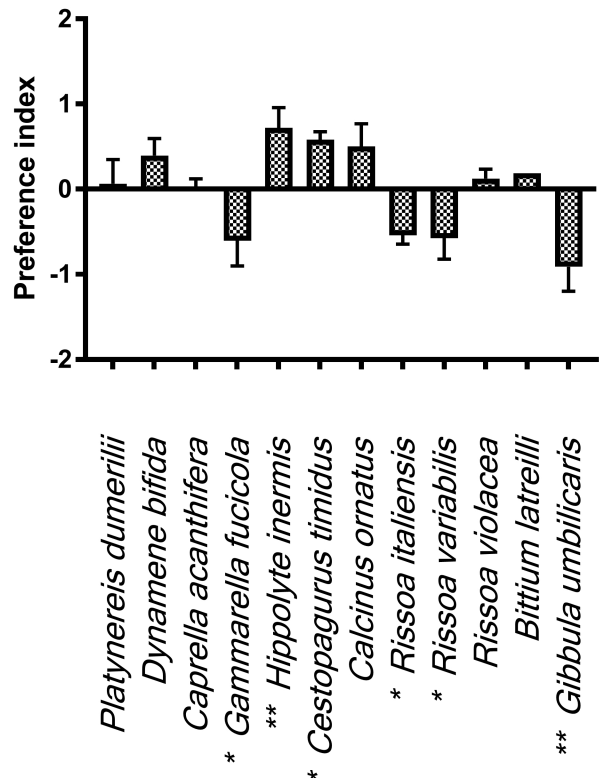 2
1
0
-1
-2
Preference index
Platynereis dumerilii
Dynamene bifida
Caprella acanthifera
* Gammarella fucicola
** Hippolyte inermis
* Cestopagurus timidus
Calcinus ornatus
* Rissoa italiensis
* Rissoa variabilis
Rissoa violacea
Bittium latreilli
** Gibbula umbilicaris